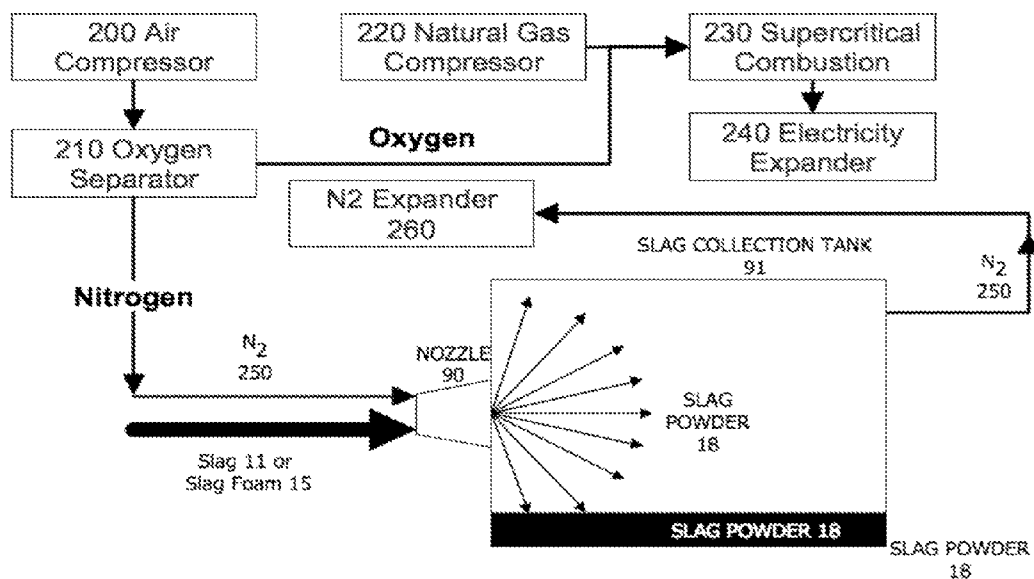 200 Air
Compressor
220 Natural Gas
Compressor
230 Supercritical
Combustion
210 Oxygen
Separator
Oxygen
240 Electricity
Expander
N2 Expander
260
SLAG COLLECTION TANK
91
N2
250
Nitrogen
N2
250
NOZZLE
90
SLAG
POWDER
18
Slag 11 or
Slag Foam 15
SLAG POWDER 18
SLAG POWDER
18